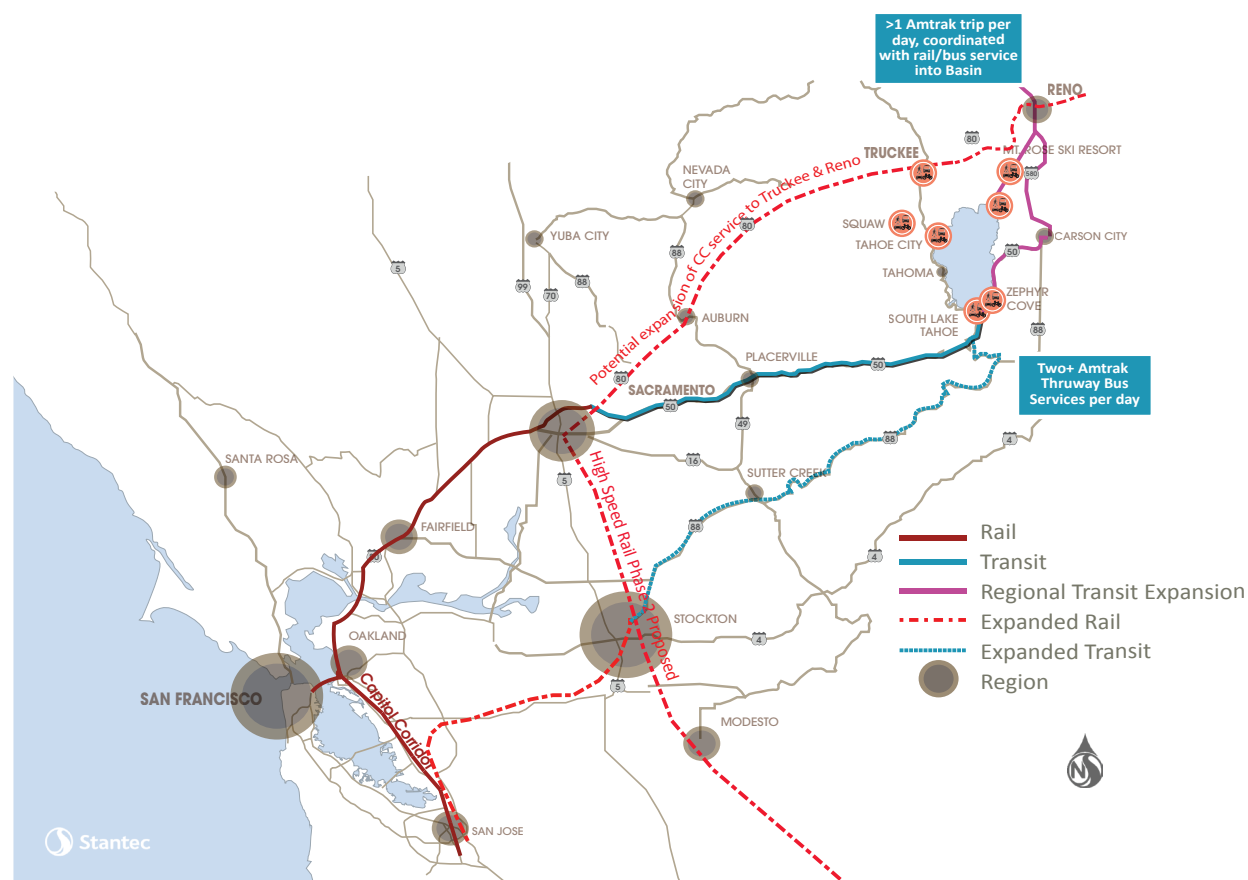 >1 Amtrak trip per
day, coordinated
with rail/bus service
into Basin
RENO
80
MT. ROSE SKI RESORT
TRUCKEE
580
NEVADA
CITY
Potential expansion of CC service to Truckee & Reno
80
SQUAW
TAHOE CITY
YUBA CITY
CARSON CITY
88
50
5
TAHOMA
88
99
70
ZEPHYR
COVE
SOUTH LAKE
TAHOE
AUBURN
88
PLACERVILLE
50
80
SACRAMENTO
50
Two+ Amtrak
Thruway Bus
Services per day
49
88
4
SANTA ROSA
16
SUTTER CREEK
5
High Speed Rail Phase 2 Proposed
88
FAIRFIELD
80
4
Rail
Transit
Regional Transit Expansion
Expanded Rail
Expanded Transit
Region
STOCKTON
OAKLAND
4
SAN FRANCISCO
Capitol Corridor
5
MODESTO
N
SAN JOSE
Stantec